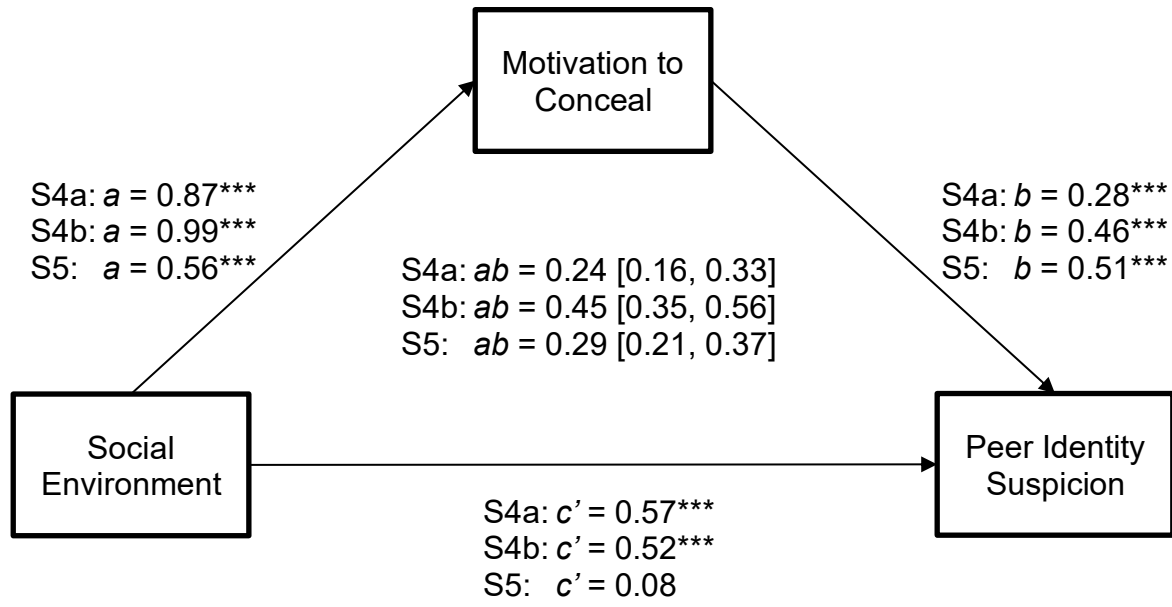 Motivation to
Conceal
S4a: a = 0.87***
S4b: a = 0.99***
S5: a = 0.56***
S4a: b = 0.28***
S4b: b = 0.46***
S5: b = 0.51***
S4a: ab = 0.24 [0.16, 0.33]
S4b: ab = 0.45 [0.35, 0.56]
S5: ab = 0.29 [0.21, 0.37]
Social
Environment
Peer Identity
Suspicion
S4a: c’ = 0.57***
S4b: c’ = 0.52***
S5: c’ = 0.08